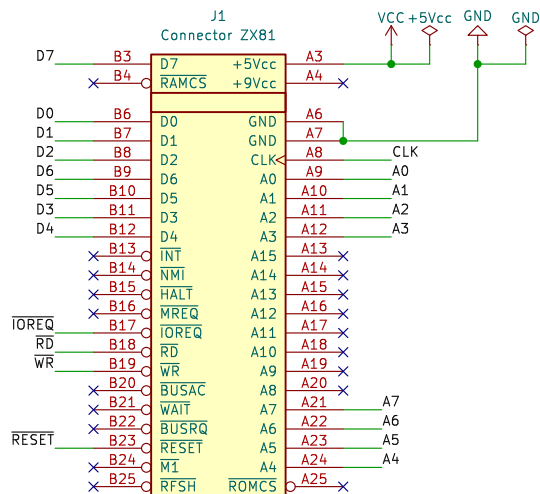 J1
Connector ZX81
VCC +5Vcc GND GND
D7 B3 D7 +5Vcc A3
B4 RAMCS +9Vcc A4
D0 B6 D0 GND A6
D1 B7 D1 GND A7
D2 B8 D2 CLK A8 CLK
D6 B9 D6 A0 A9 A0
D5 B10 D5 A1 A10 A1
D3 B11 D3 A2 A11 A2
D4 B12 D4 A3 A12 A3
B13 INT A15 A13
B14 NMI A14 A14
B15 HALT A13 A15
B16 MREQ A12 A16
IOREQ B17 IOREQ A11 A17
RD B18 RD A10 A18
WR B19 WR A9 A19
B20 BUSAC A8 A20
B21 WAIT A7 A21 A7
B22 BUSRQ A6 A22 A6
RESET B23 RESET A5 A23 A5
B24 M1 A4 A24 A4
B25 RFSH ROMCS A25